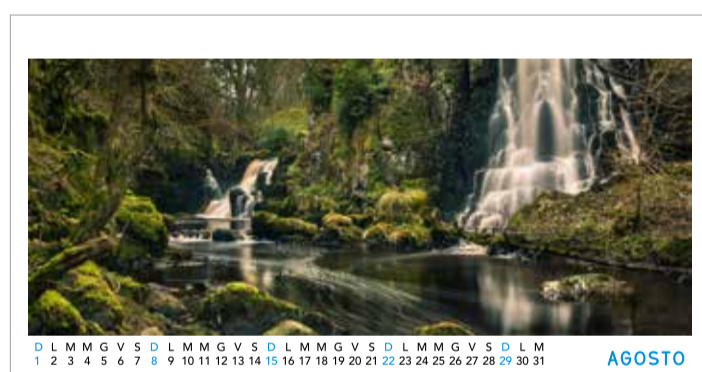 D L M M G V S D L M M G V S D L M M G V S D L M M G V S D L M
1 2 3 4 5 6 7 8 9 10 11 12 13 14 15 16 17 18 19 20 21 22 23 24 25 26 27 28 29 30 31
AGOSTO